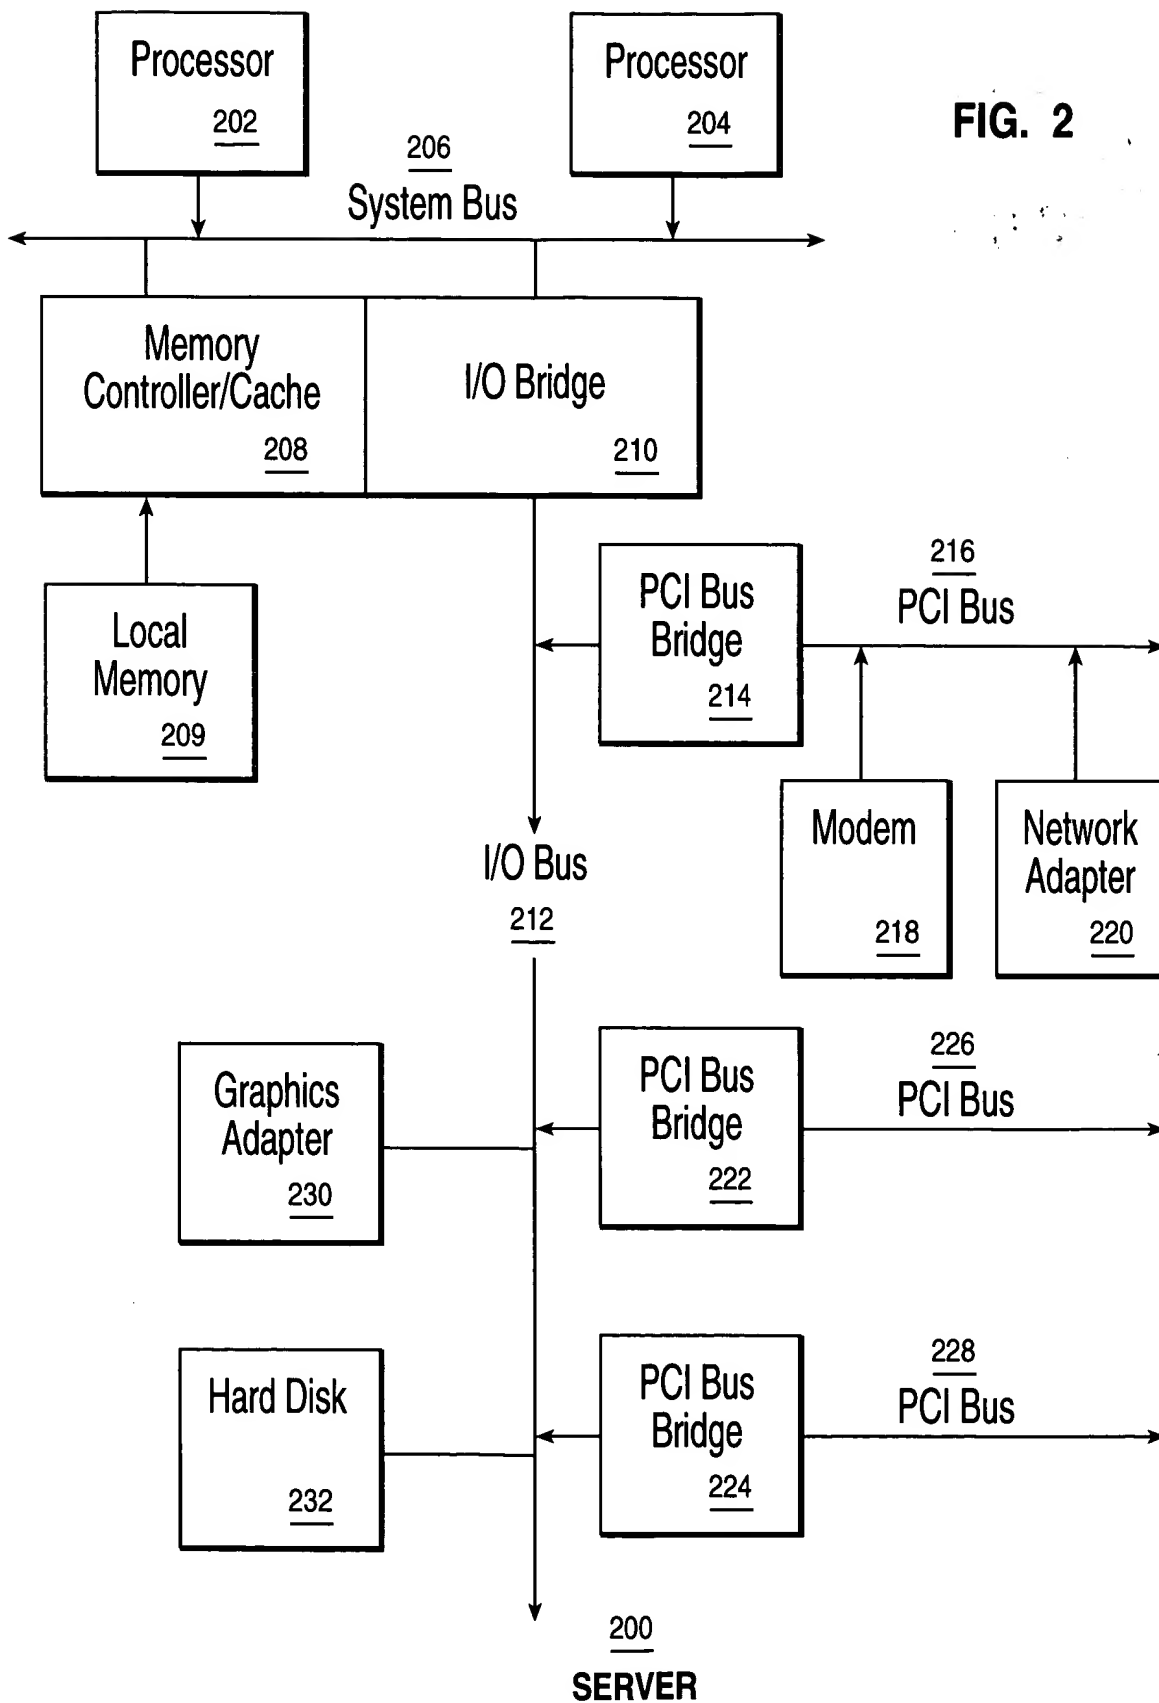 Processor
202
Processor
204
FIG. 2
206
System Bus
Memory
Controller/Cache
208
I/O Bridge
210
Local
Memory
209
PCI Bus
Bridge
214
216
PCI Bus
Modem
218
Network
Adapter
220
I/O Bus
212
Graphics
Adapter
230
PCI Bus
Bridge
222
226
PCI Bus
Hard Disk
232
PCI Bus
Bridge
224
228
PCI Bus
200
SERVER